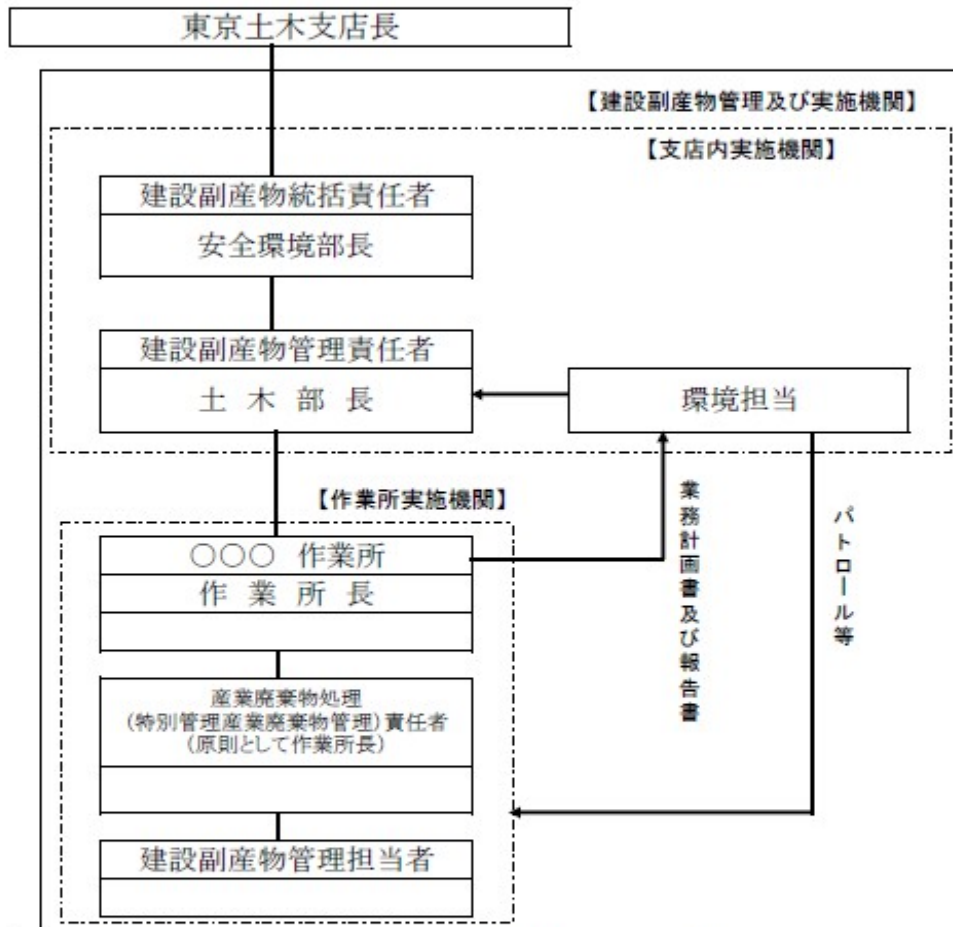 東京土木支店長
【建設副産物管理及び実施機関】
【支店内実施機関】
建設副産物統括責任者
安全環境部長
建設副産物管理責任者
土 木 部 長
環境担当
【作業所実施機関】
○○○ 作業所
作 業 所 長
業務計画書及び報告書
パトロール等
産業廃棄物処理
(特別管理産業廃棄物管理)責任者
(原則として作業所長)
建設副産物管理担当者